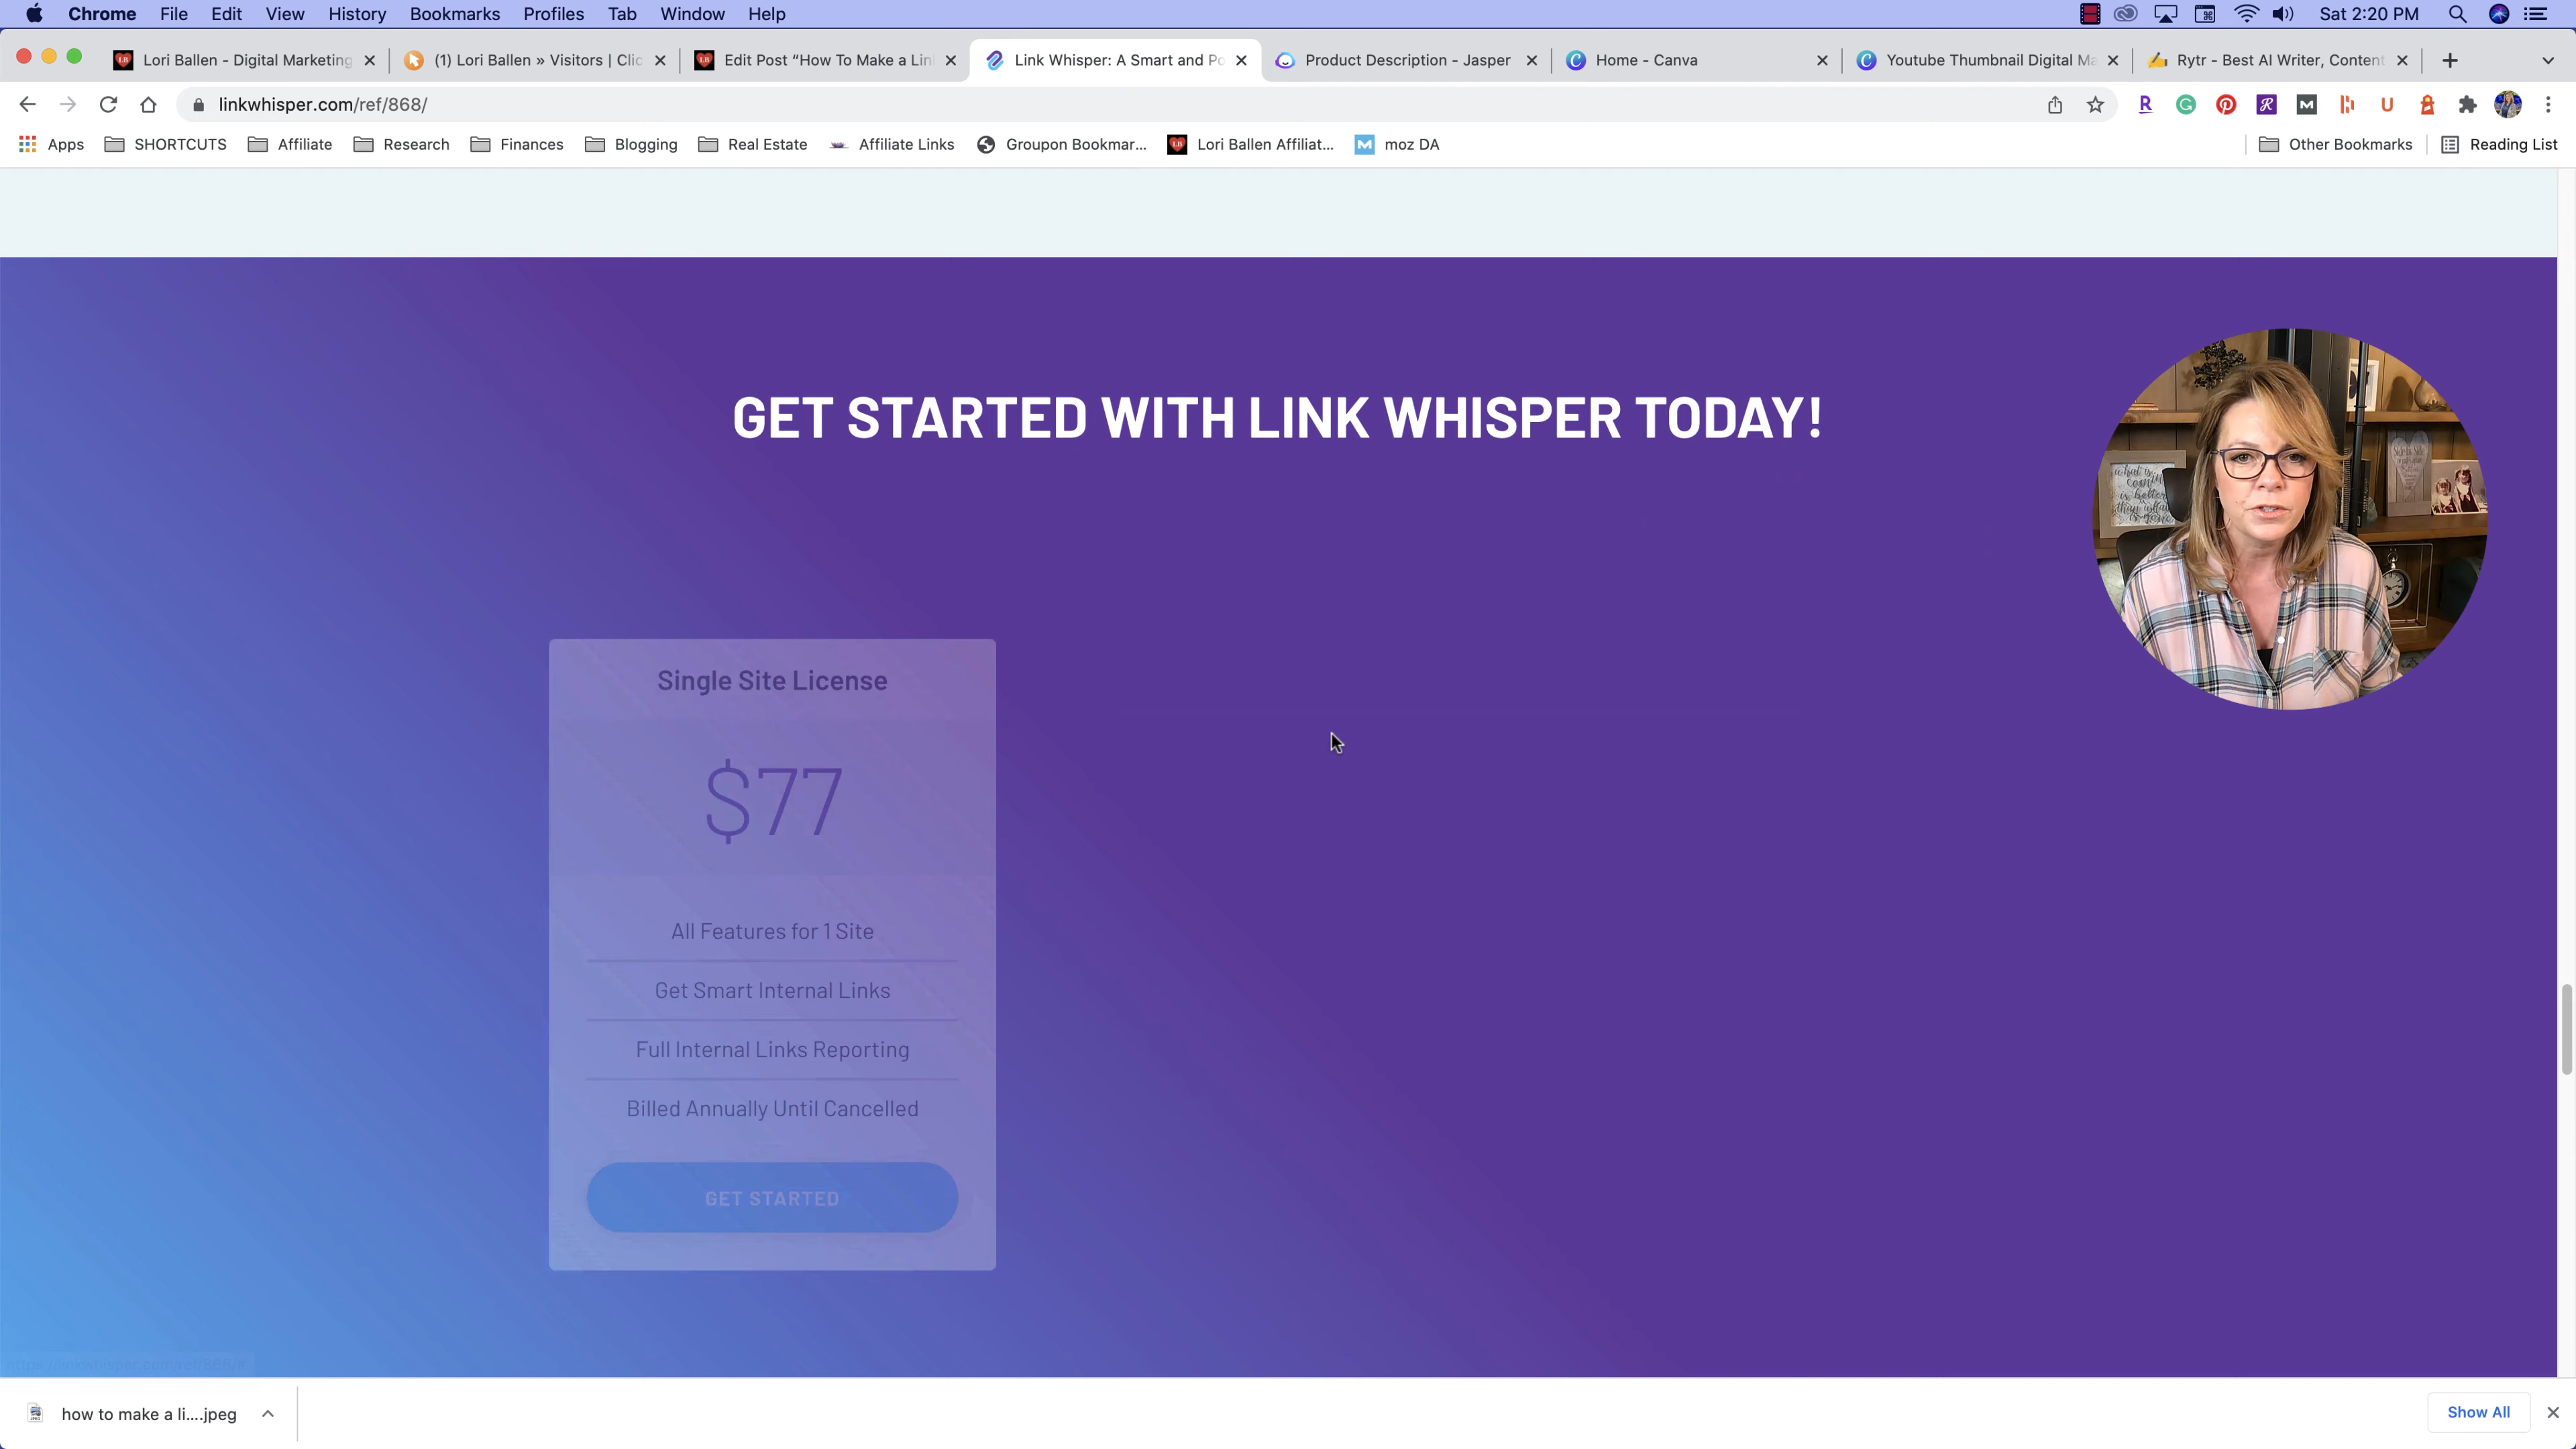 Chrome File Edit View History Bookmarks Profiles Tab Window Help Sat 2:20 PM
Lori Ballen - Digital Marketing (1) Lori Ballen » Visitors | Clic Edit Post “How To Make a Lin Link Whisper: A Smart and Po Product Description - Jasper Home - Canva Youtube Thumbnail Digital Ma Rytr - Best AI Writer, Content
linkwhisper.com/ref/868/
Apps SHORTCUTS Affiliate Research Finances Blogging Real Estate Affiliate Links Groupon Bookmar... Lori Ballen Affiliat... moz DA Other Bookmarks Reading List
GET STARTED WITH LINK WHISPER TODAY!
Single Site License
$77
All Features for 1 Site
Get Smart Internal Links
Full Internal Links Reporting
Billed Annually Until Cancelled
GET STARTED
how to make a li....jpeg
Show All